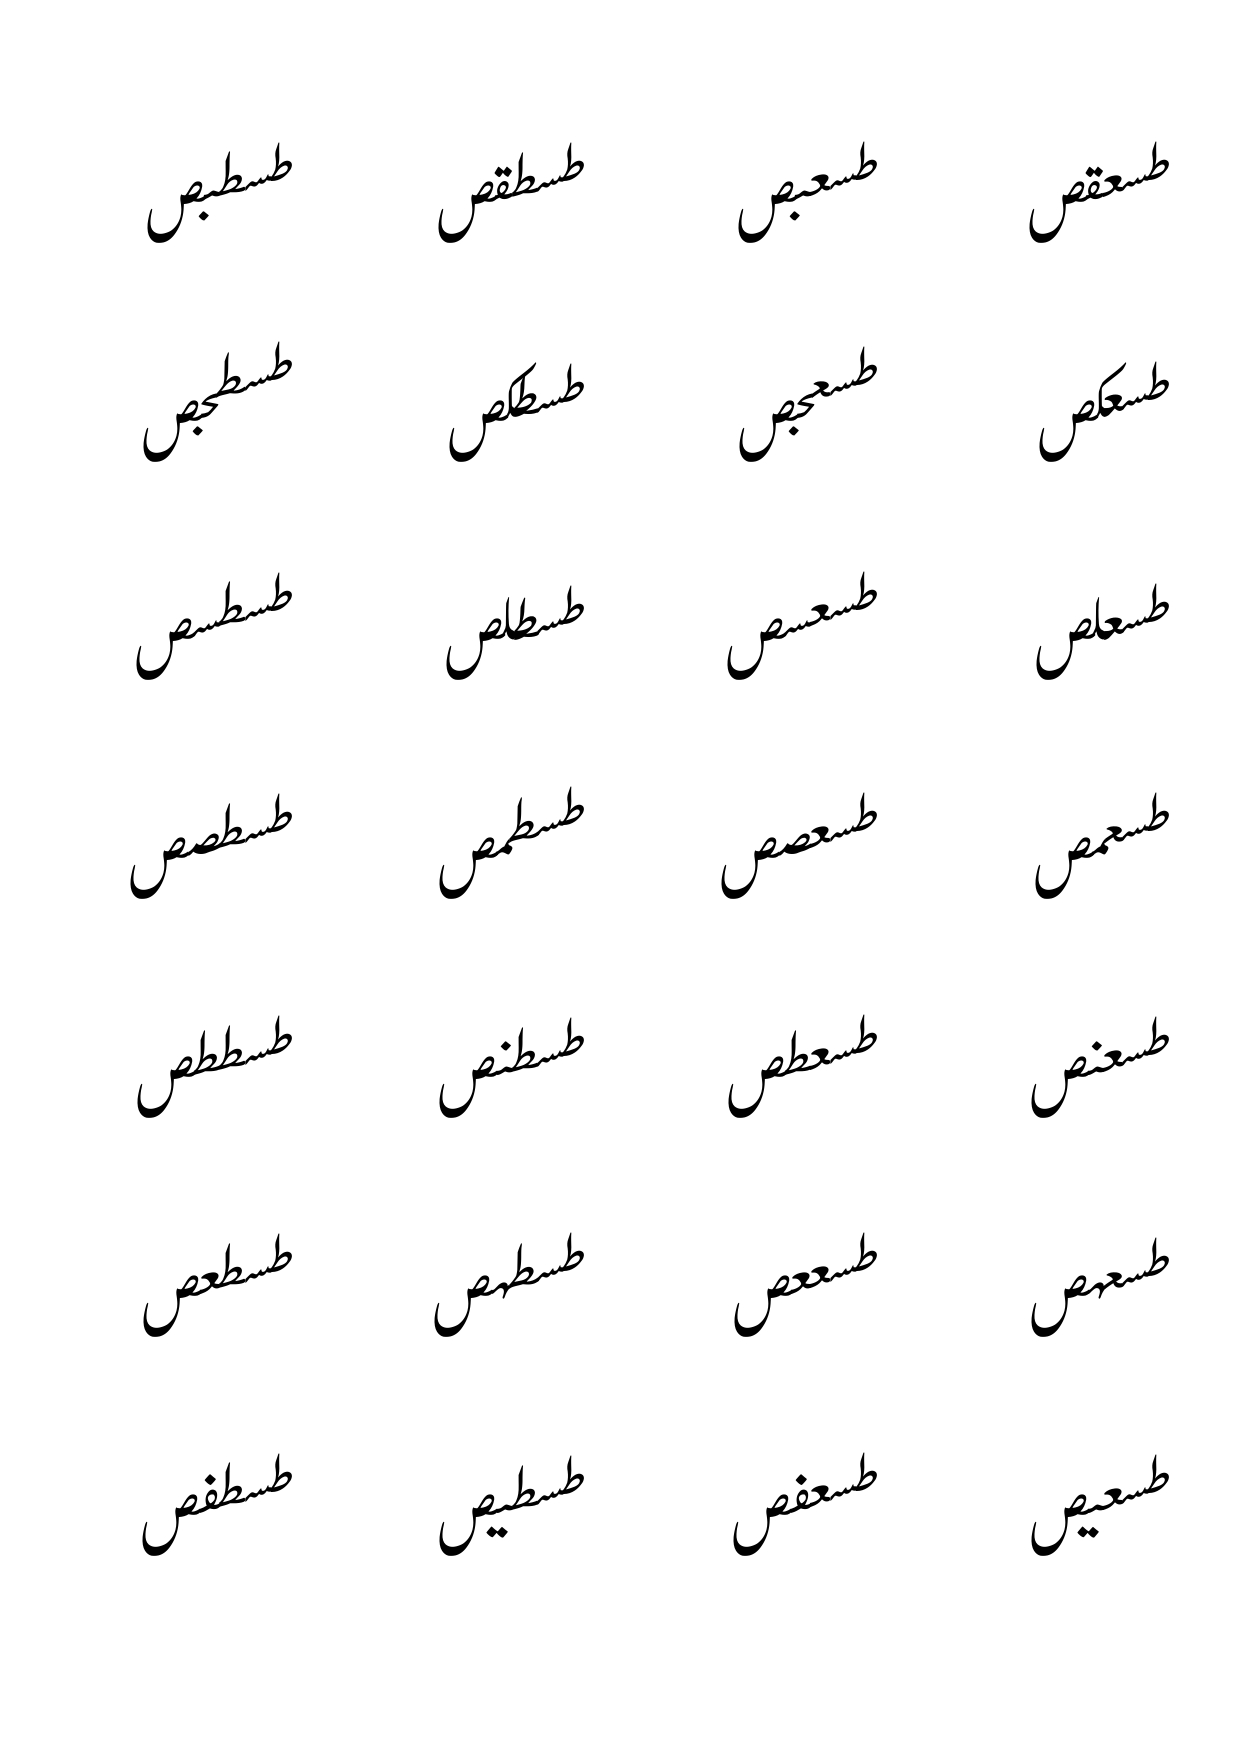 طسعقص طسعبص طسطقص طسطبص
طسعكص طسعجص طسطكص طسطجص
طسعلص طسعسص طسطلص طسطسص
طسعمص طسعصص طسطمص طسطصص
طسعنص طسعطص طسطنص طسططص
طسعهص طسععص طسطهص طسطعص
طسعيص طسعفص طسطيص طسطفص